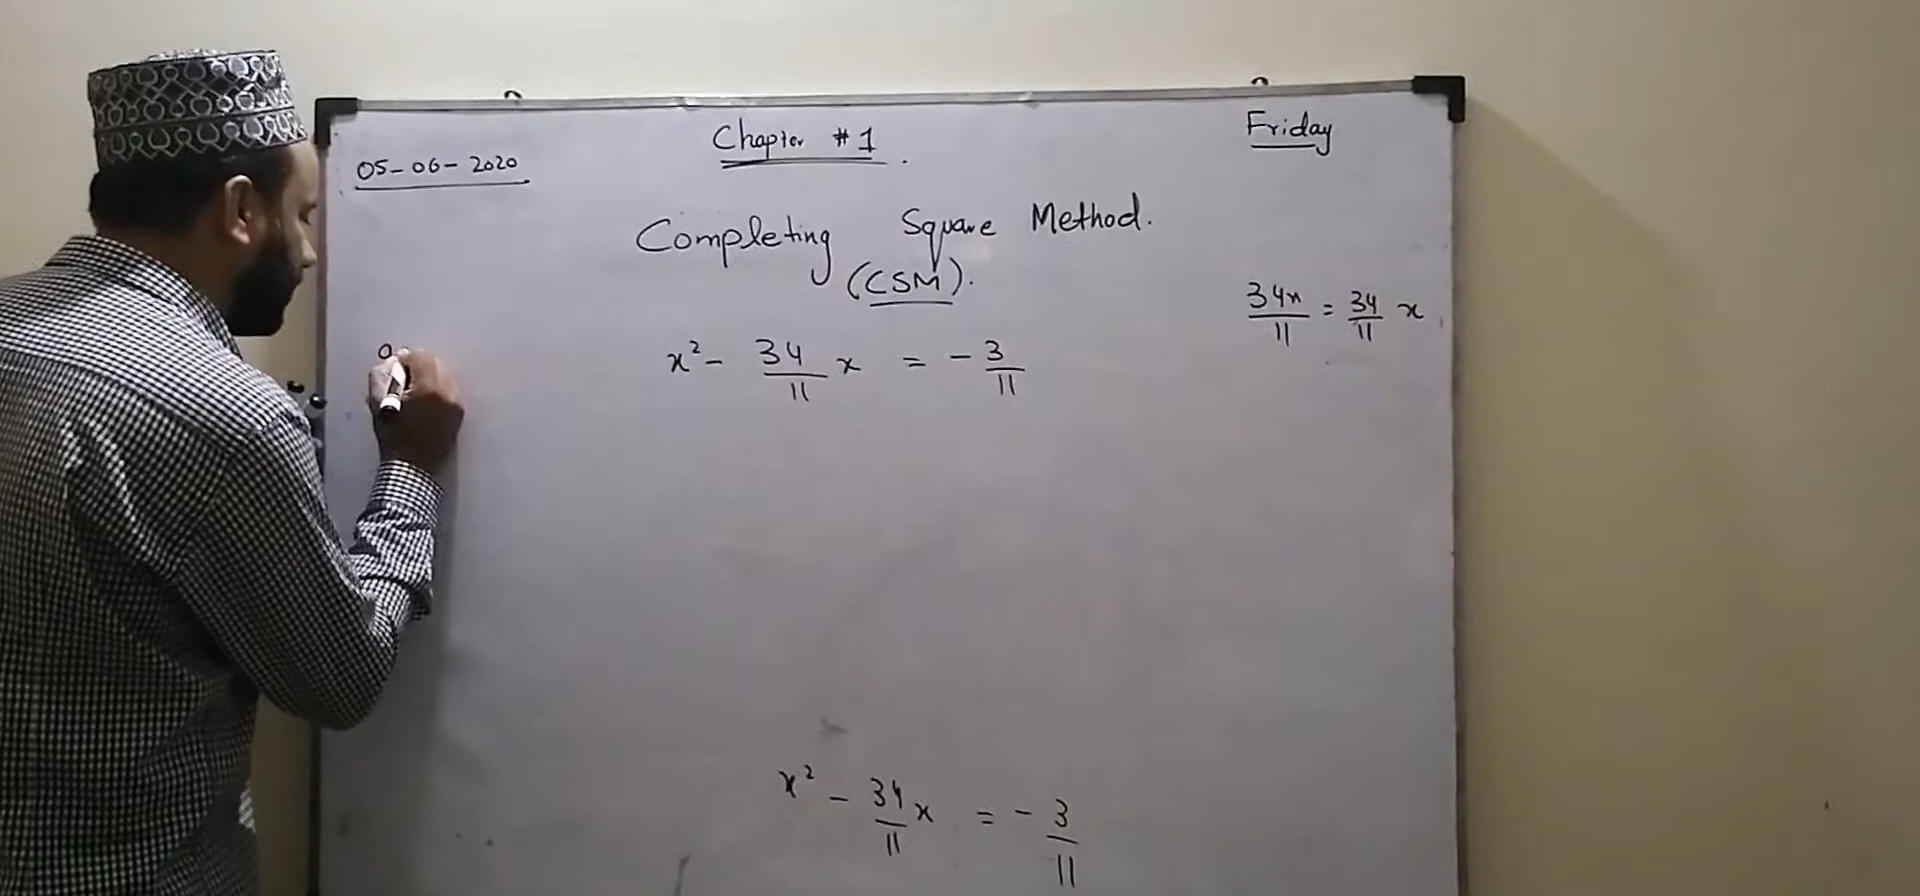 05-06-2020
Chapter # 1.
Friday
Completing Square Method.
(CSM).
34x/11 = 34/11 x
x² - 34/11 x = - 3/11
x² - 34/11 x = - 3/11